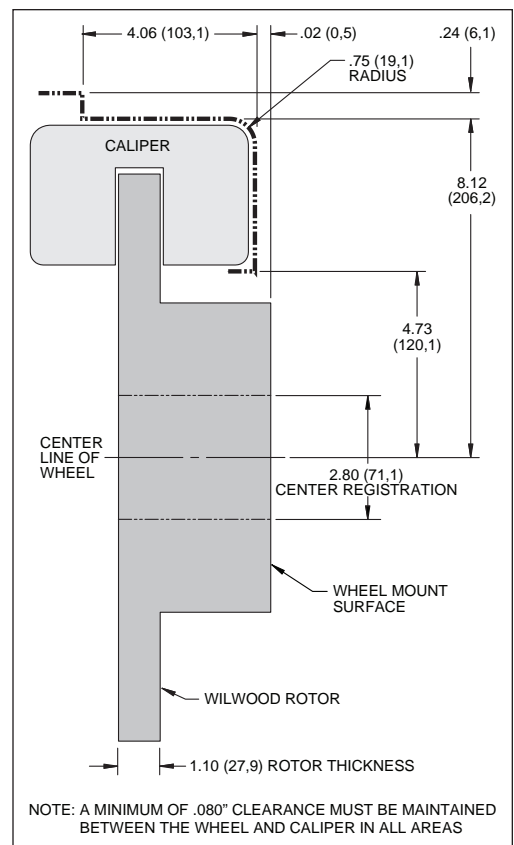 4.06 (103,1)
.02 (0,5)
.24 (6,1)
.75 (19,1)
RADIUS
CALIPER
8.12
(206,2)
4.73
(120,1)
CENTER
LINE OF
WHEEL
2.80 (71,1)
CENTER REGISTRATION
WHEEL MOUNT
SURFACE
WILWOOD ROTOR
1.10 (27,9) ROTOR THICKNESS
NOTE: A MINIMUM OF .080" CLEARANCE MUST BE MAINTAINED
BETWEEN THE WHEEL AND CALIPER IN ALL AREAS